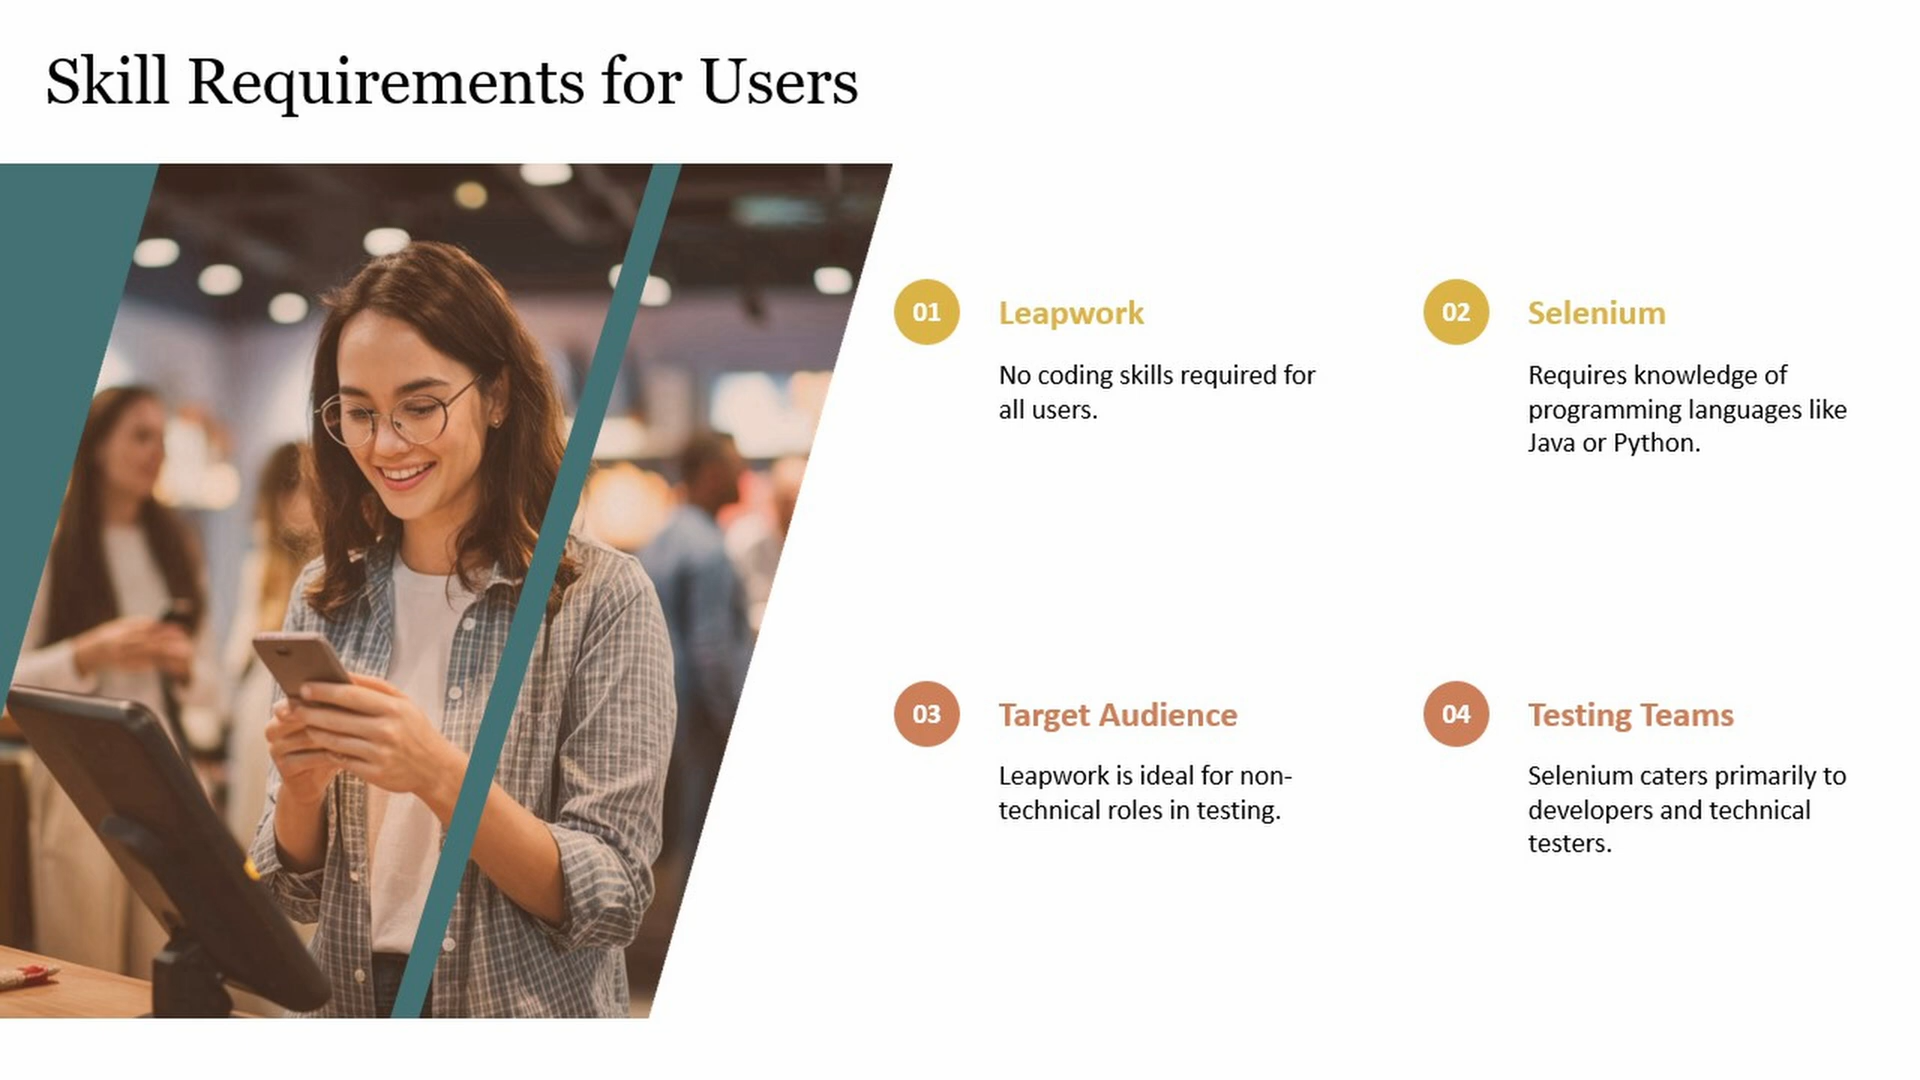 Skill Requirements for Users
01
Leapwork
No coding skills required for
all users.
02
Selenium
Requires knowledge of
programming languages like
Java or Python.
03
Target Audience
Leapwork is ideal for non-
technical roles in testing.
04
Testing Teams
Selenium caters primarily to
developers and technical
testers.